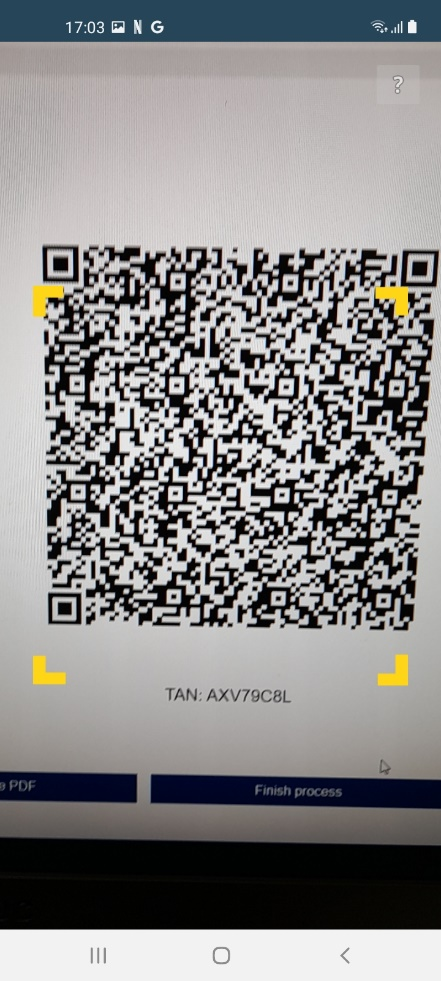 17:03 N G
?
TAN: AXV79C8L
PDF
Finish process